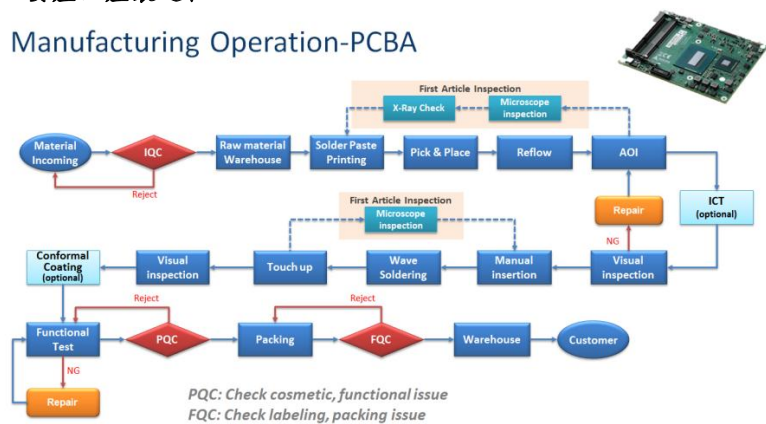 Manufacturing Operation-PCBA
First Article Inspection
X-Ray Check
Microscope
inspection
Material
Incoming
IQC
Raw material
Warehouse
Solder Paste
Printing
Pick & Place
Reflow
AOI
Reject
Repair
ICT
(optional)
NG
First Article Inspection
Microscope
inspection
Conformal
Coating
(optional)
Visual
inspection
Touch up
Wave
Soldering
Manual
insertion
Visual
inspection
Reject
Reject
Functional
Test
PQC
Packing
FQC
Warehouse
Customer
NG
Repair
PQC: Check cosmetic, functional issue
FQC: Check labeling, packing issue